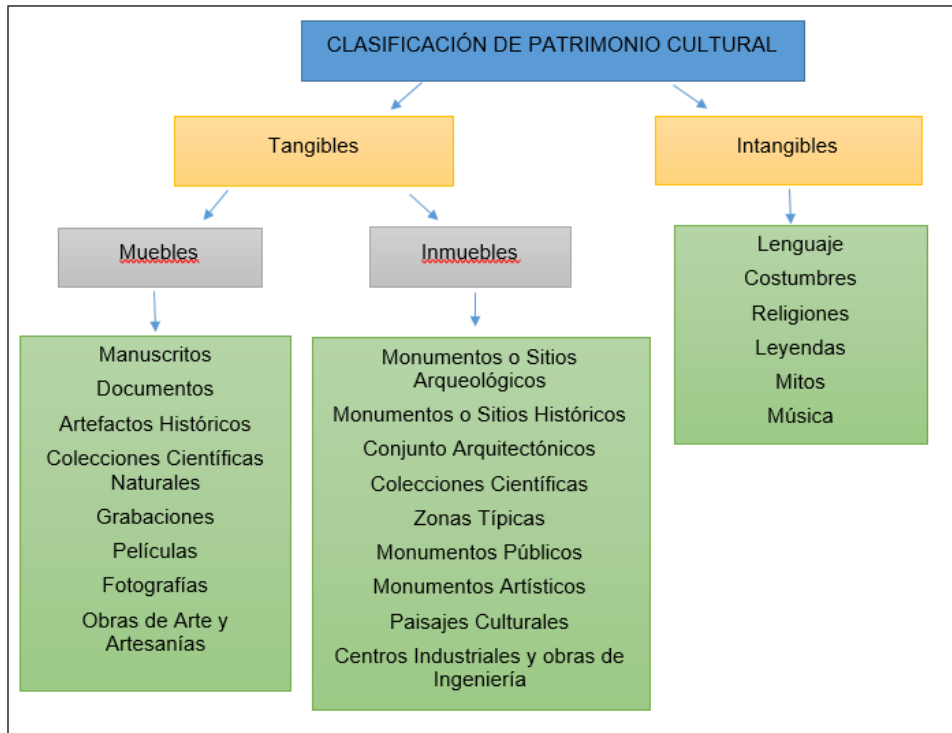 CLASIFICACIÓN DE PATRIMONIO CULTURAL
Tangibles
Intangibles
Muebles
Inmuebles
Manuscritos
Documentos
Artefactos Históricos
Colecciones Científicas
Naturales
Grabaciones
Películas
Fotografías
Obras de Arte y
Artesanías
Monumentos o Sitios
Arqueológicos
Monumentos o Sitios Históricos
Conjunto Arquitectónicos
Colecciones Científicas
Zonas Típicas
Monumentos Públicos
Monumentos Artísticos
Paisajes Culturales
Centros Industriales y obras de
Ingeniería
Lenguaje
Costumbres
Religiones
Leyendas
Mitos
Música